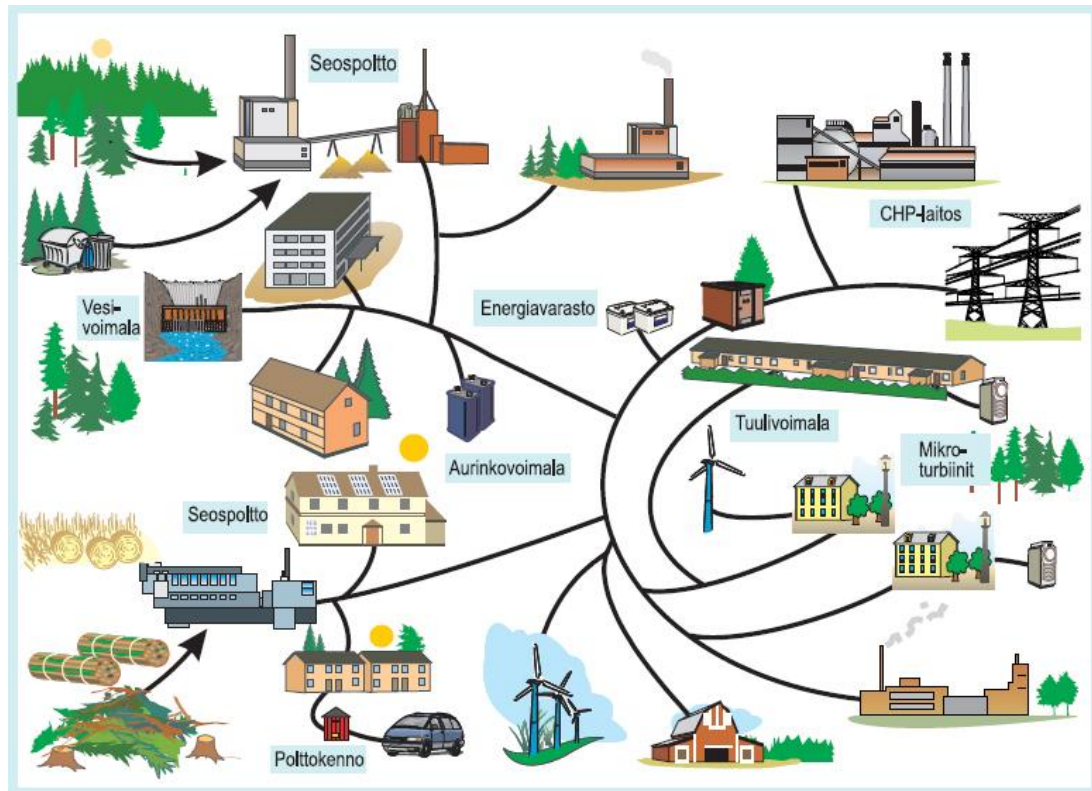 Seospoltto
CHP-laitos
Vesi-
voimala
Energiavarasto
Tuulivoimala
Mikro-
turbiinit
Aurinkovoimala
Seospoltto
Polttokenno